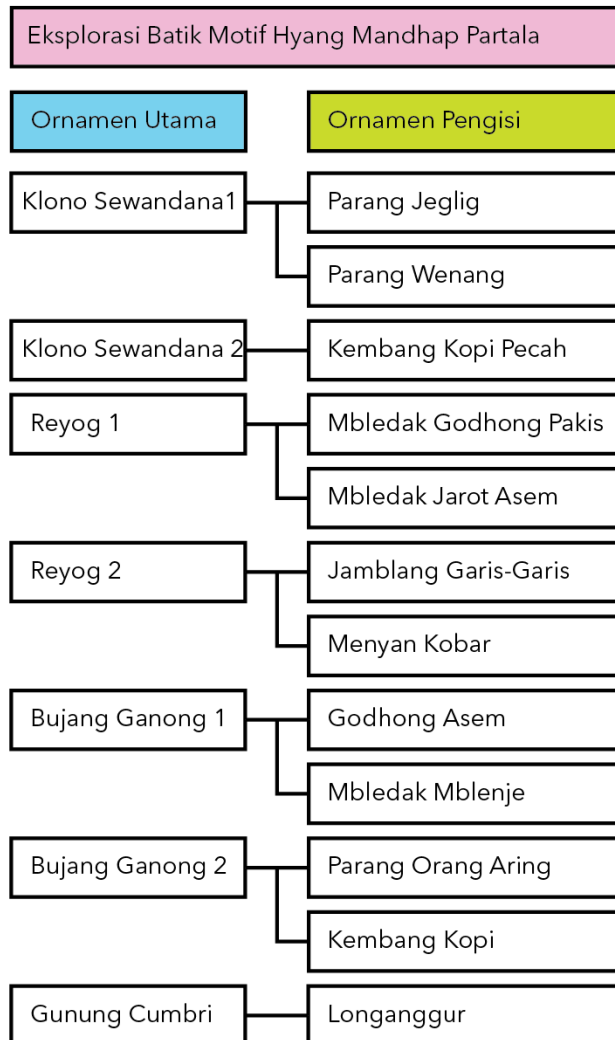 Eksplorasi Batik Motif Hyang Mandhap Partala
Ornamen Utama
Ornamen Pengisi
Klono Sewandana1
Parang Jeglig
Parang Wenang
Klono Sewandana 2
Kembang Kopi Pecah
Reyog 1
Mbledak Godhong Pakis
Mbledak Jarot Asem
Reyog 2
Jamblang Garis-Garis
Menyan Kobar
Bujang Ganong 1
Godhong Asem
Mbledak Mblenje
Bujang Ganong 2
Parang Orang Aring
Kembang Kopi
Gunung Cumbri
Longanggur